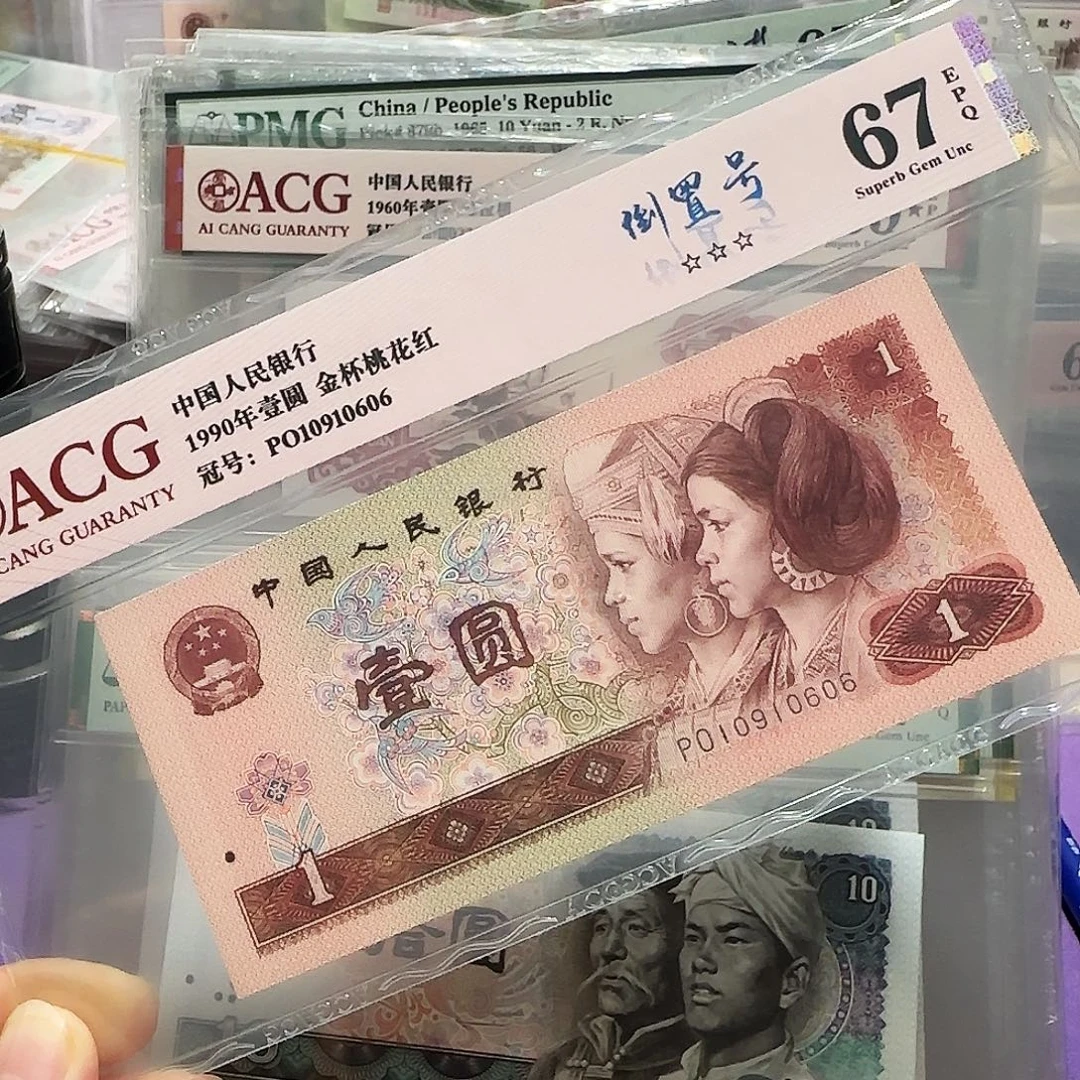 PMG
China / People's Republic
ACG
AI CANG GUARANTY
中国人民银行
1960年壹
67
EPQ
Superb Gem Unc
倒置号
☆☆☆
ACG
CANG GUARANTY
中国人民银行
1990年壹圆 金杯桃花红
冠号：PO10910606
中国人民银行
壹圆
1
1
1
PO10910606
10